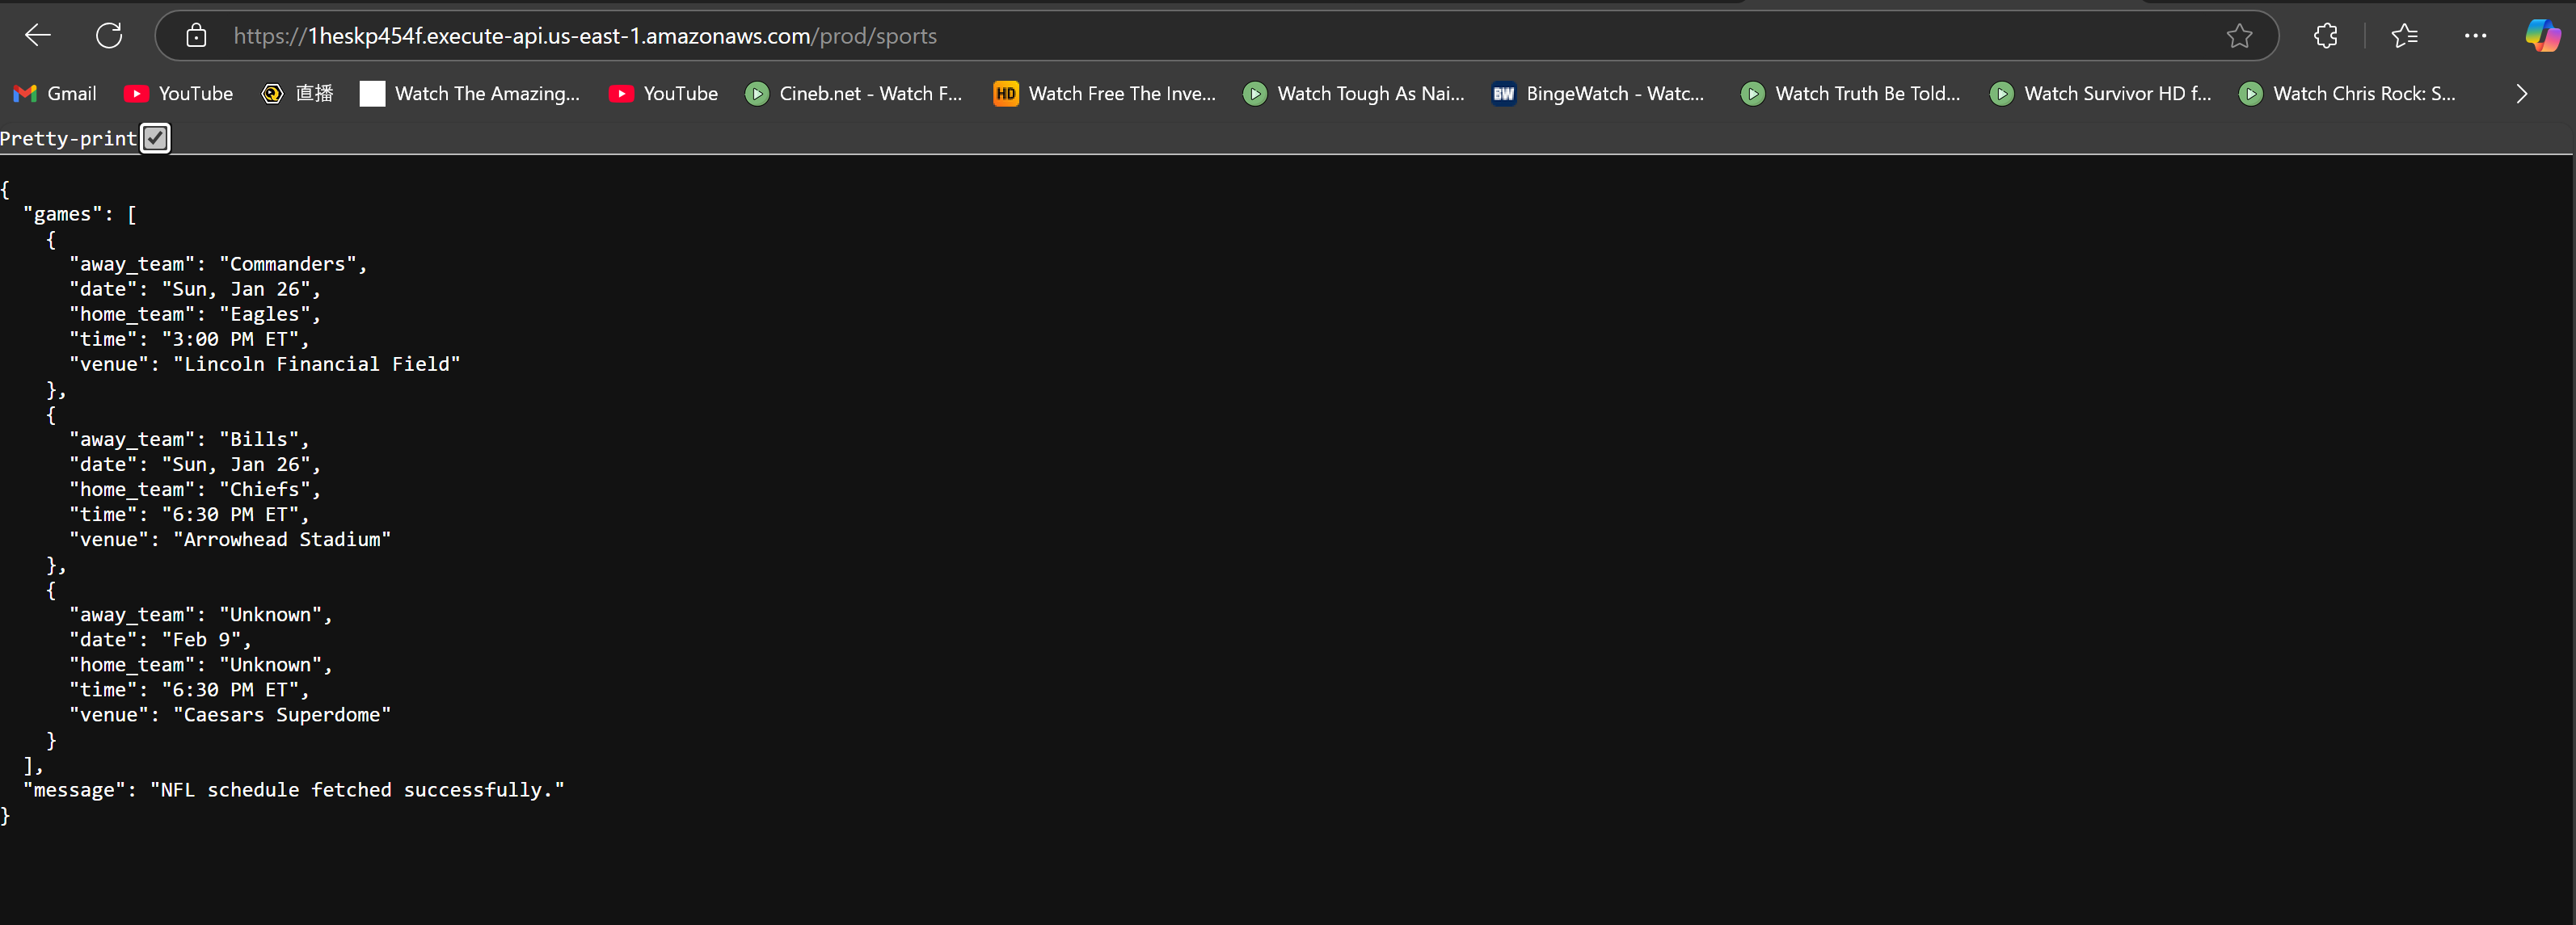 https://1heskp454f.execute-api.us-east-1.amazonaws.com/prod/sports
Gmail YouTube 直播 Watch The Amazing... YouTube Cineb.net - Watch F... HD Watch Free The Inve... Watch Tough As Nai... BW BingeWatch - Watc... Watch Truth Be Told... Watch Survivor HD f... Watch Chris Rock: S...
Pretty-print
{
  "games": [
    {
      "away_team": "Commanders",
      "date": "Sun, Jan 26",
      "home_team": "Eagles",
      "time": "3:00 PM ET",
      "venue": "Lincoln Financial Field"
    },
    {
      "away_team": "Bills",
      "date": "Sun, Jan 26",
      "home_team": "Chiefs",
      "time": "6:30 PM ET",
      "venue": "Arrowhead Stadium"
    },
    {
      "away_team": "Unknown",
      "date": "Feb 9",
      "home_team": "Unknown",
      "time": "6:30 PM ET",
      "venue": "Caesars Superdome"
    }
  ],
  "message": "NFL schedule fetched successfully."
}